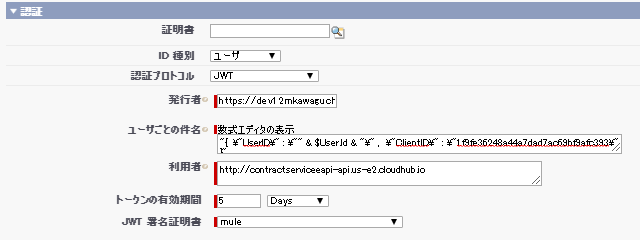 認証
証明書
ID 種別 ユーザ
認証プロトコル JWT
発行者 https://dev12mkawaguch
ユーザごとの件名 数式エディタの表示
"{ ¥"UserID¥" : ¥"" & $UserId & "¥" , ¥"ClientID¥" : ¥"1f9fe36248a44a7dad7ac69bf9afc393¥"
利用者 http://contractserviceeapi-api.us-e2.cloudhub.io
トークンの有効期間 5 Days
JWT 署名証明書 mule